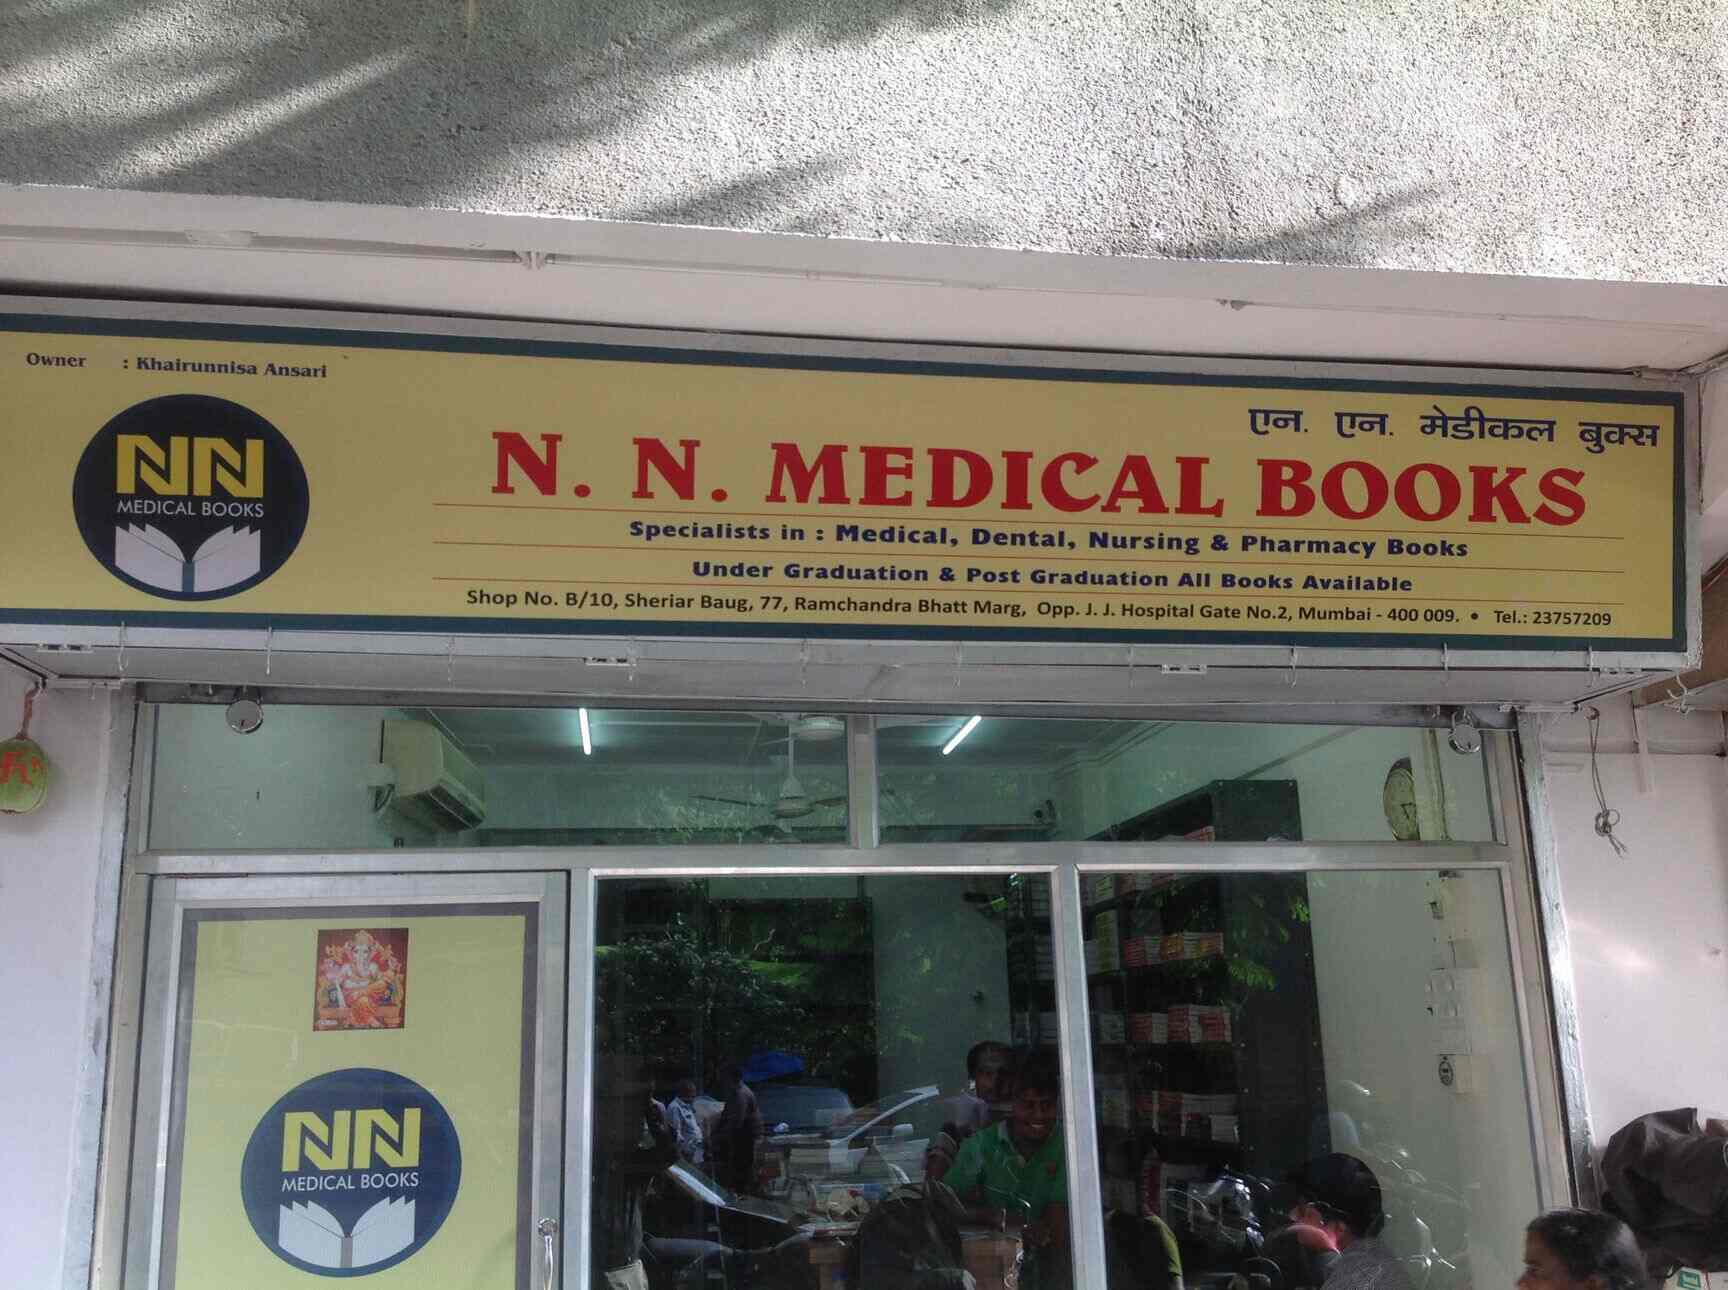 Owner : Khairunnisa Ansari
एन. एन. मेडीकल बुक्स
NN
MEDICAL BOOKS
N. N. MEDICAL BOOKS
Specialists in : Medical, Dental, Nursing & Pharmacy Books
Under Graduation & Post Graduation All Books Available
Shop No. B/10, Sheriar Baug, 77, Ramchandra Bhatt Marg, Opp. J. J. Hospital Gate No.2, Mumbai - 400 009. • Tel.: 23757209
NN
MEDICAL BOOKS